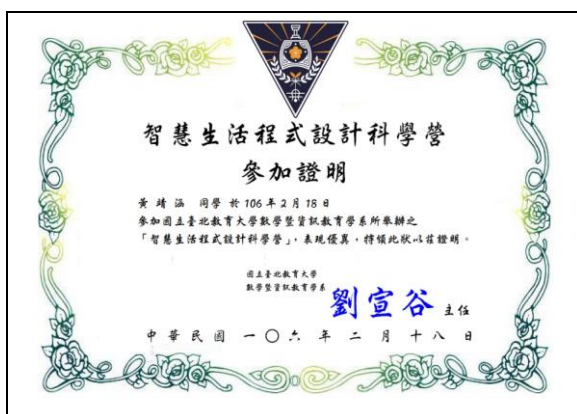 智慧生活程式設計科學營
參加證明
黃靖涵 同學 於 106 年 2 月 18 日
參加國立臺北教育大學數學暨資訊教育學系所舉辦之
「智慧生活程式設計科學營」，表現優異，特頒此狀以茲證明。
國立臺北教育大學
數學暨資訊教育學系
劉宣谷 主任
中華民國一〇六年二月十八日